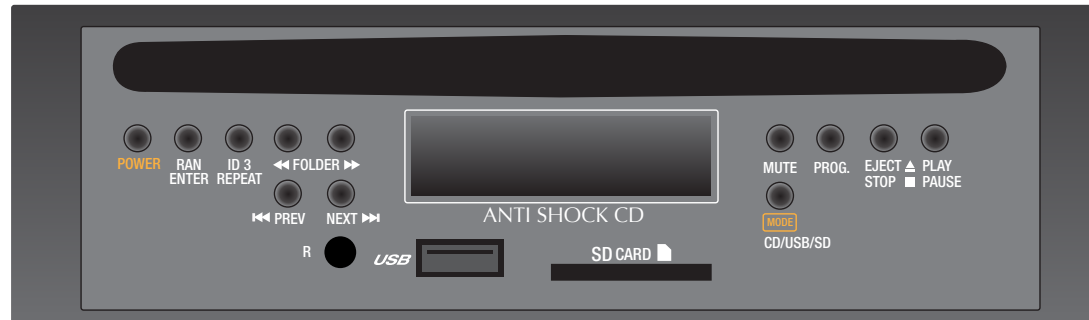 POWER
RAN
ENTER
ID 3
REPEAT
FOLDER
PREV
NEXT
R
USB
ANTI SHOCK CD
SD CARD
MUTE
PROG.
EJECT
STOP
PLAY
PAUSE
MODE
CD/USB/SD